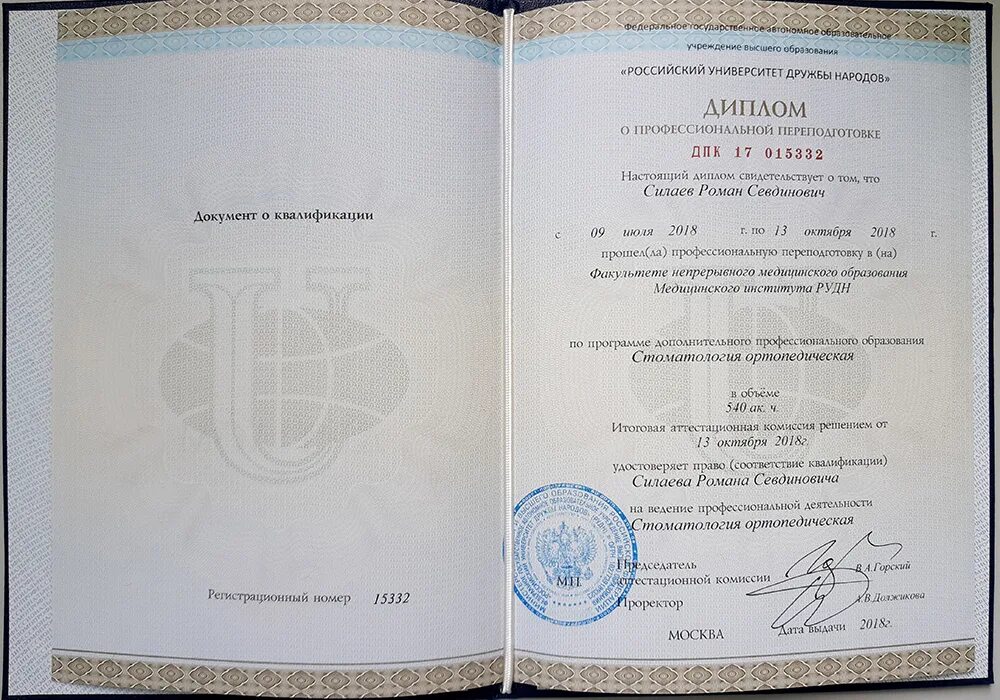 Документ о квалификации
Регистрационный номер 15332
Федеральное государственное автономное образовательное
учреждение высшего образования
«РОССИЙСКИЙ УНИВЕРСИТЕТ ДРУЖБЫ НАРОДОВ»
ДИПЛОМ
О ПРОФЕССИОНАЛЬНОЙ ПЕРЕПОДГОТОВКЕ
ДПК 17 015332
Настоящий диплом свидетельствует о том, что
Силаев Роман Севдинович
с 09 июля 2018 г. по 13 октября 2018 г.
прошел(ла) профессиональную переподготовку в (на)
Факультете непрерывного медицинского образования
Медицинского института РУДН
по программе дополнительного профессионального образования
Стоматология ортопедическая
в объёме
540 ак. ч.
Итоговая аттестационная комиссия решением от
13 октября 2018г.
удостоверяет право (соответствие квалификации)
Силаева Романа Севдиновича
на ведение профессиональной деятельности
Стоматология ортопедическая
Председатель
аттестационной комиссии В.А.Горский
М.П.
Проректор А.В.Должикова
МОСКВА Дата выдачи 2018г.